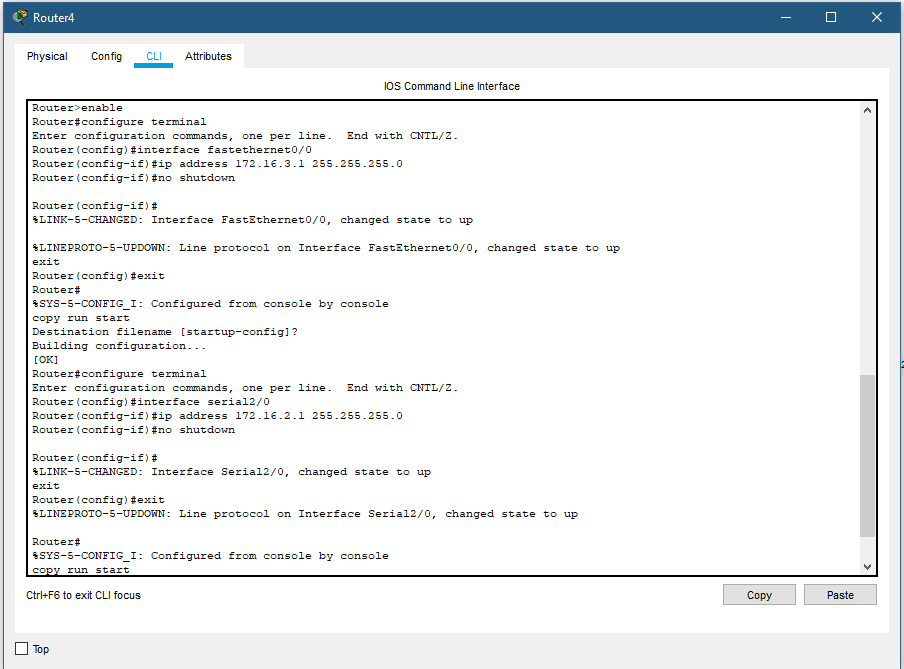 Router4
Physical Config CLI Attributes
IOS Command Line Interface
Router>enable
Router#configure terminal
Enter configuration commands, one per line.  End with CNTL/Z.
Router(config)#interface fastethernet0/0
Router(config-if)#ip address 172.16.3.1 255.255.255.0
Router(config-if)#no shutdown
Router(config-if)#
%LINK-5-CHANGED: Interface FastEthernet0/0, changed state to up
%LINEPROTO-5-UPDOWN: Line protocol on Interface FastEthernet0/0, changed state to up
exit
Router(config)#exit
Router#
%SYS-5-CONFIG_I: Configured from console by console
copy run start
Destination filename [startup-config]?
Building configuration...
[OK]
Router#configure terminal
Enter configuration commands, one per line.  End with CNTL/Z.
Router(config)#interface serial2/0
Router(config-if)#ip address 172.16.2.1 255.255.255.0
Router(config-if)#no shutdown
Router(config-if)#
%LINK-5-CHANGED: Interface Serial2/0, changed state to up
exit
Router(config)#exit
%LINEPROTO-5-UPDOWN: Line protocol on Interface Serial2/0, changed state to up
Router#
%SYS-5-CONFIG_I: Configured from console by console
copy run start
Ctrl+F6 to exit CLI focus
Copy Paste
Top